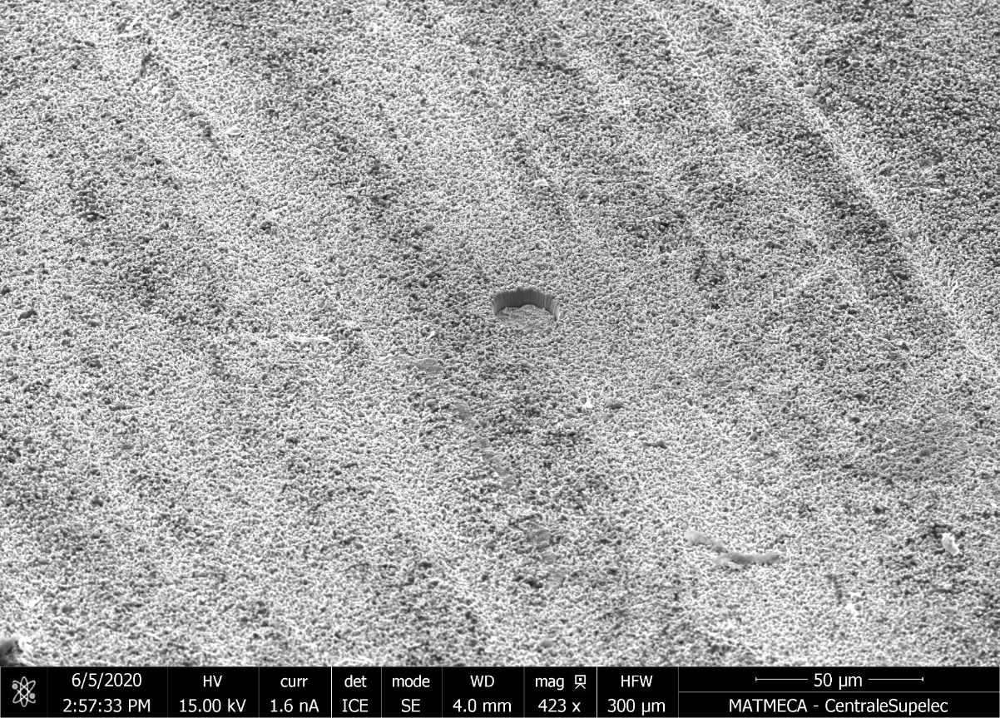 6/5/2020 HV curr det mode WD mag HFW 50 µm
2:57:33 PM 15.00 kV 1.6 nA ICE SE 4.0 mm 423 x 300 µm MATMECA - CentraleSupelec